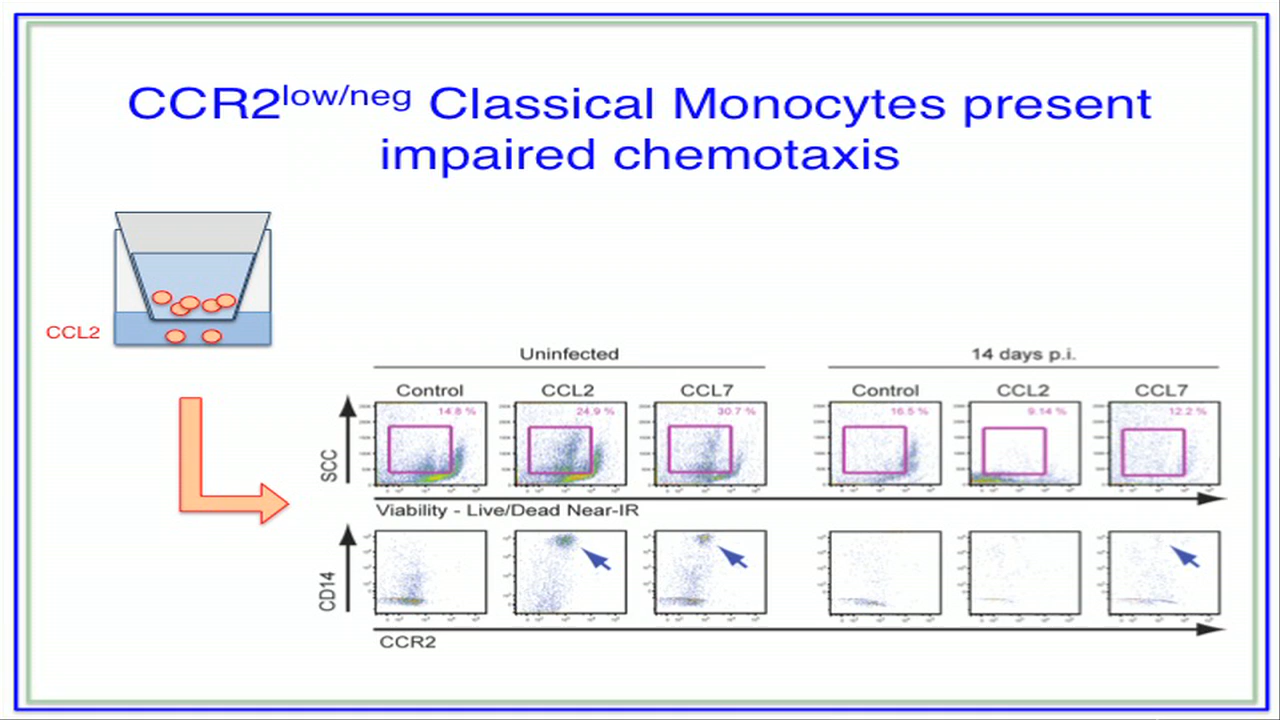 CCR2low/neg Classical Monocytes present
impaired chemotaxis
CCL2
Uninfected
14 days p.i.
Control
CCL2
CCL7
Control
CCL2
CCL7
14.8 %
24.9 %
30.7 %
16.5 %
9.14 %
12.2 %
SCC
Viability - Live/Dead Near-IR
CD14
CCR2